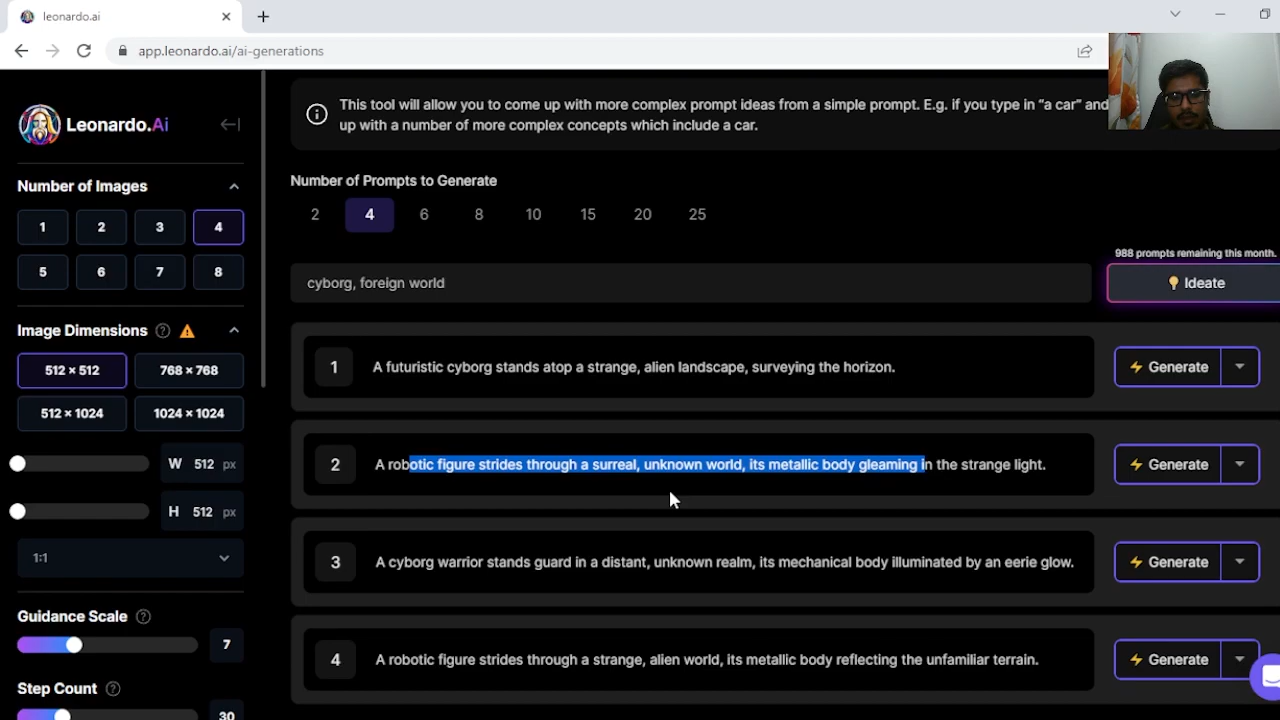 leonardo.ai
app.leonardo.ai/ai-generations
Leonardo.Ai
Number of Images
1 2 3 4
5 6 7 8
Image Dimensions
512 × 512 768 × 768
512 × 1024 1024 × 1024
W 512 px
H 512 px
1:1
Guidance Scale
7
Step Count
30
This tool will allow you to come up with more complex prompt ideas from a simple prompt. E.g. if you type in “a car” and
up with a number of more complex concepts which include a car.
Number of Prompts to Generate
2 4 6 8 10 15 20 25
988 prompts remaining this month.
cyborg, foreign world
Ideate
1 A futuristic cyborg stands atop a strange, alien landscape, surveying the horizon. Generate
2 A robotic figure strides through a surreal, unknown world, its metallic body gleaming in the strange light. Generate
3 A cyborg warrior stands guard in a distant, unknown realm, its mechanical body illuminated by an eerie glow. Generate
4 A robotic figure strides through a strange, alien world, its metallic body reflecting the unfamiliar terrain. Generate